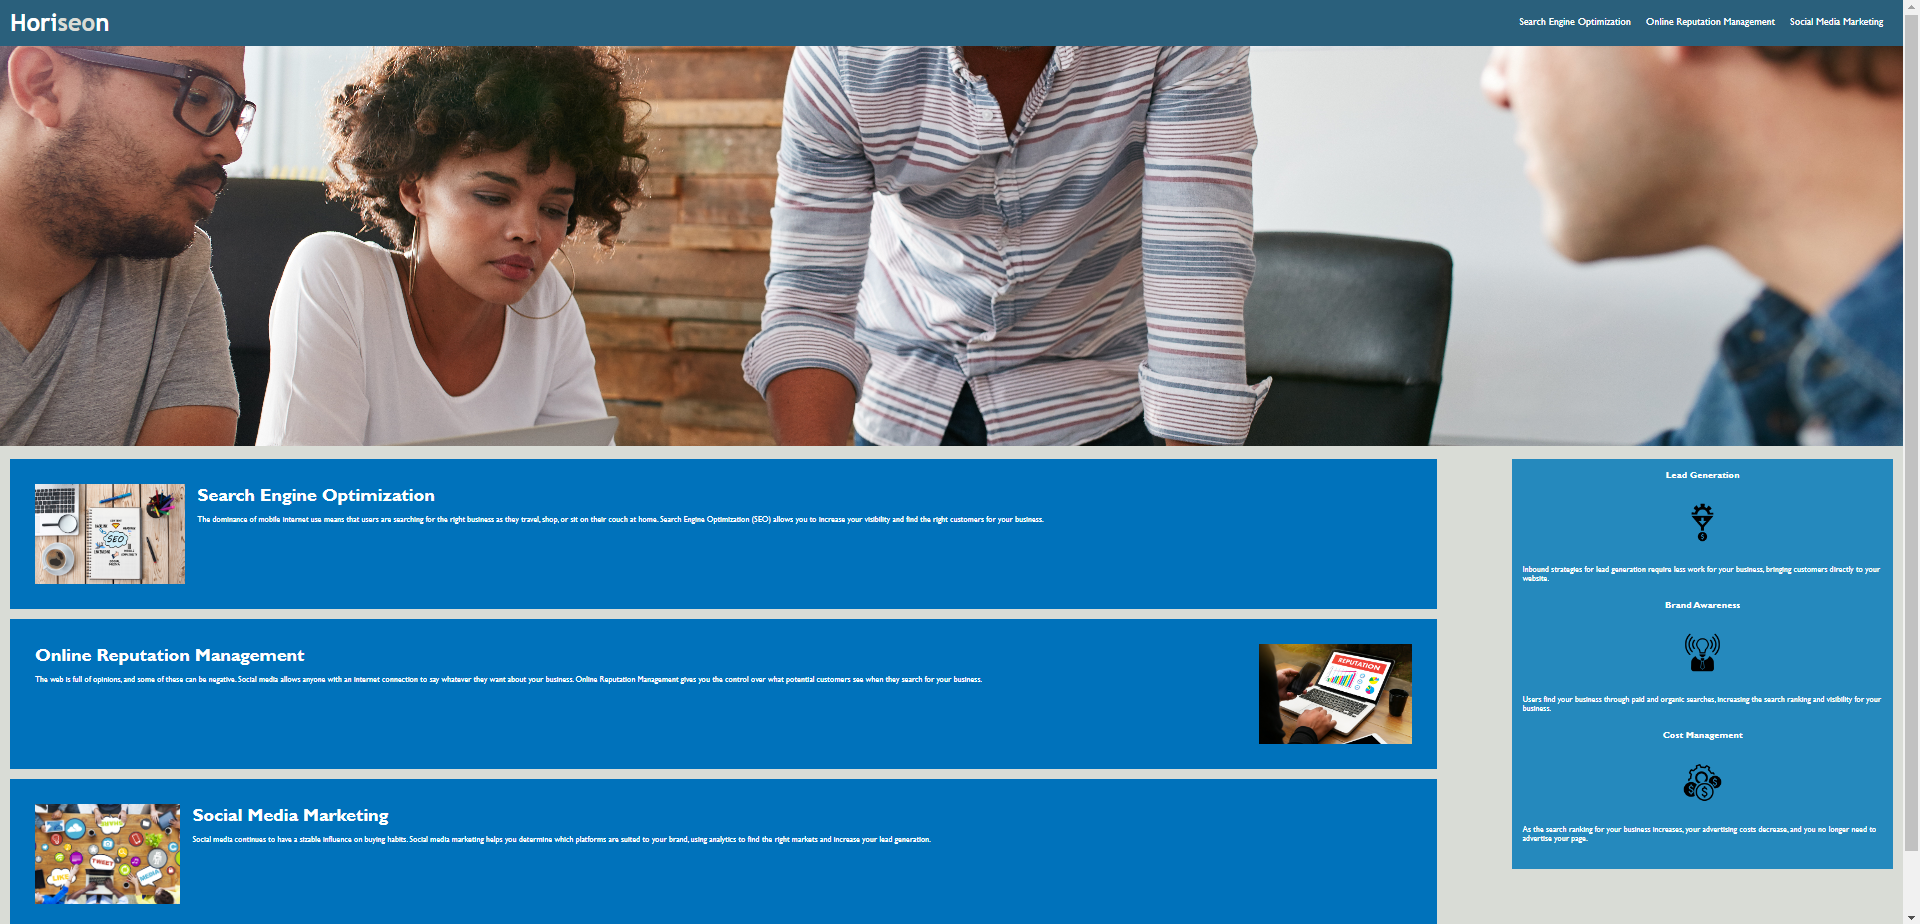 Horiseon
Search Engine Optimization Online Reputation Management Social Media Marketing
Search Engine Optimization
The dominance of mobile internet use means that users are searching for the right business as they travel, shop, or sit on their couch at home. Search Engine Optimization (SEO) allows you to increase your visibility and find the right customers for your business.
SEO
Online Reputation Management
The web is full of opinions, and some of these can be negative. Social media allows anyone with an internet connection to say whatever they want about your business. Online Reputation Management gives you the control over what potential customers see when they search for your business.
REPUTATION
Social Media Marketing
Social media continues to have a sizable influence on buying habits. Social media marketing helps you determine which platforms are suited to your brand, using analytics to find the right markets and increase your lead generation.
SHARE
TWEET
LIKE
MEDIA
Lead Generation
Inbound strategies for lead generation require less work for your business, bringing customers directly to your
website.
Brand Awareness
Users find your business through paid and organic searches, increasing the search ranking and visibility for your
business.
Cost Management
As the search ranking for your business increases, your advertising costs decrease, and you no longer need to
advertise your page.